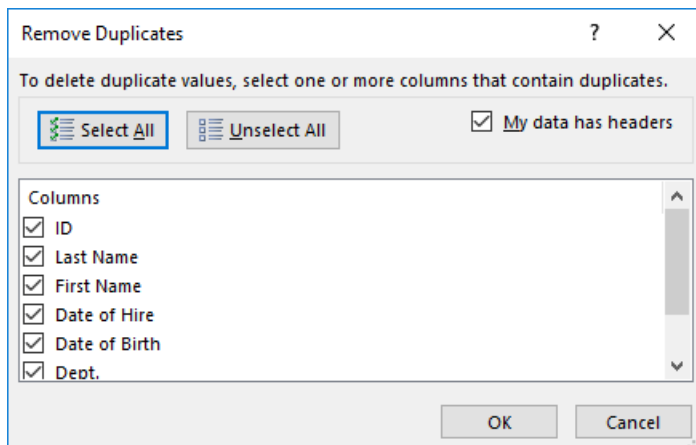 Remove Duplicates
To delete duplicate values, select one or more columns that contain duplicates.
Select All Unselect All My data has headers
Columns
ID
Last Name
First Name
Date of Hire
Date of Birth
Dept.
OK Cancel